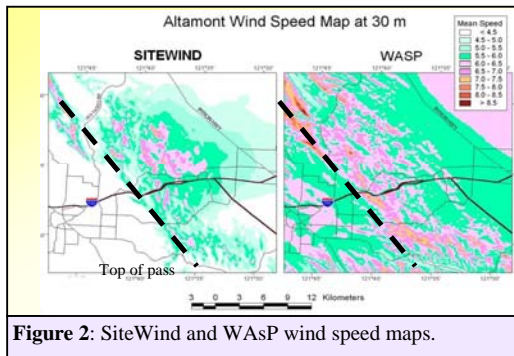 Altamont Wind Speed Map at 30 m
SITEWIND
WASP
Mean Speed
< 4.5
4.5 - 5.0
5.0 - 5.5
5.5 - 6.0
6.0 - 6.5
6.5 - 7.0
7.0 - 7.5
7.5 - 8.0
8.0 - 8.5
> 8.5
Top of pass
3 0 3 6 9 12 Kilometers
Figure 2: SiteWind and WAsP wind speed maps.